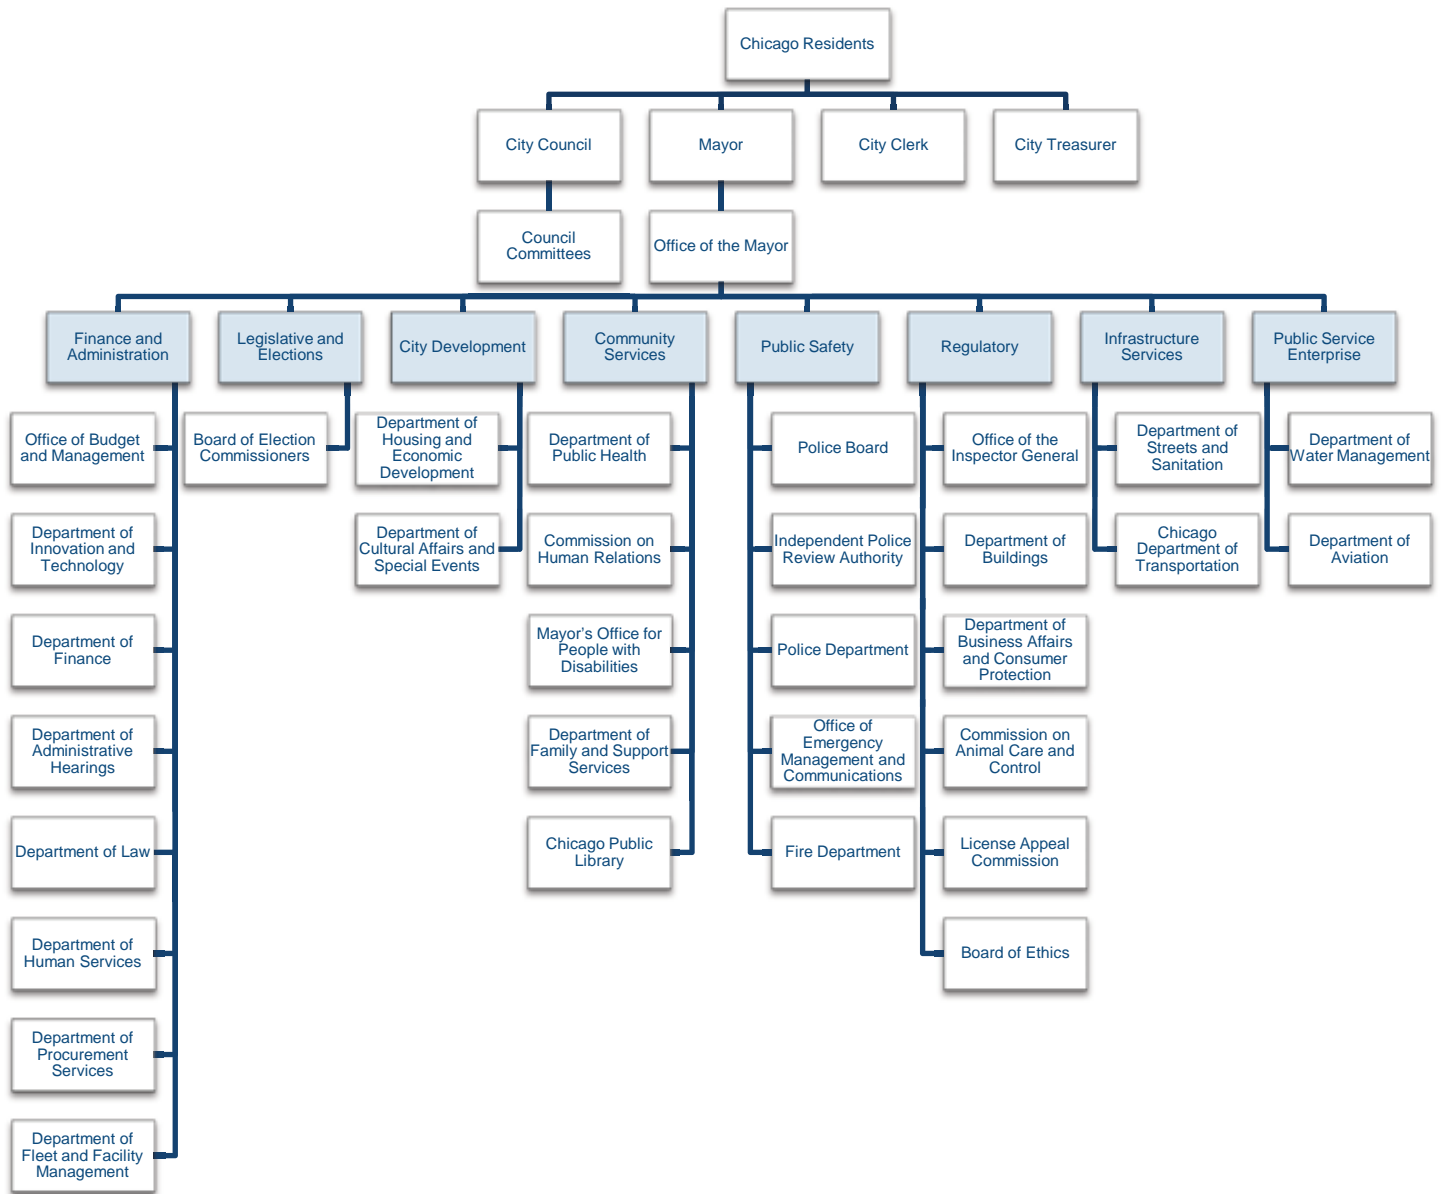 Chicago Residents
City Council
Mayor
City Clerk
City Treasurer
Council
Committees
Office of the Mayor
Finance and
Administration
Legislative and
Elections
City Development
Community
Services
Public Safety
Regulatory
Infrastructure
Services
Public Service
Enterprise
Office of Budget
and Management
Department of
Innovation and
Technology
Department of
Finance
Department of
Administrative
Hearings
Department of Law
Department of
Human Services
Department of
Procurement
Services
Department of
Fleet and Facility
Management
Board of Election
Commissioners
Department of
Housing and
Economic
Development
Department of
Cultural Affairs and
Special Events
Department of
Public Health
Commission on
Human Relations
Mayor’s Office for
People with
Disabilities
Department of
Family and Support
Services
Chicago Public
Library
Police Board
Independent Police
Review Authority
Police Department
Office of
Emergency
Management and
Communications
Fire Department
Office of the
Inspector General
Department of
Buildings
Department of
Business Affairs
and Consumer
Protection
Commission on
Animal Care and
Control
License Appeal
Commission
Board of Ethics
Department of
Streets and
Sanitation
Chicago
Department of
Transportation
Department of
Water Management
Department of
Aviation